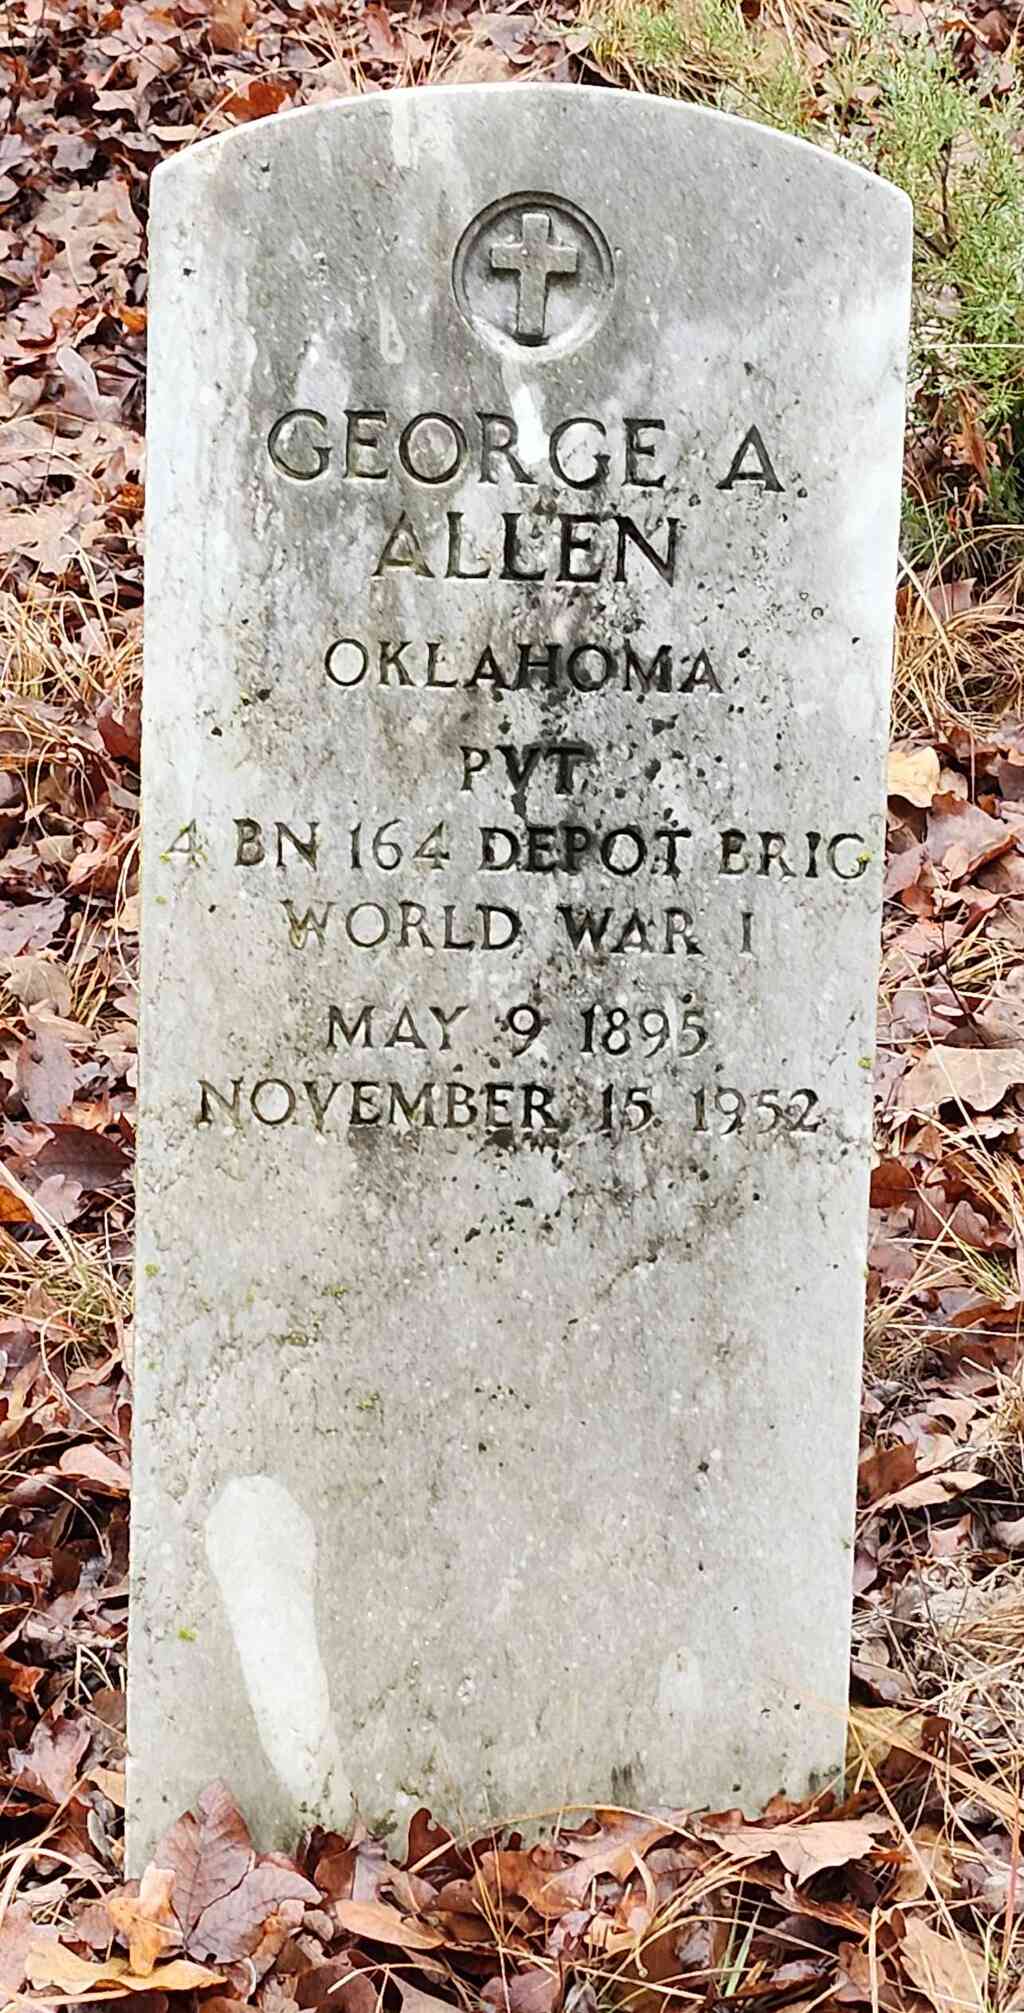 GEORGE A
ALLEN
OKLAHOMA
PVT
4 BN 164 DEPOT BRIG
WORLD WAR I
MAY 9 1895
NOVEMBER 15 1952